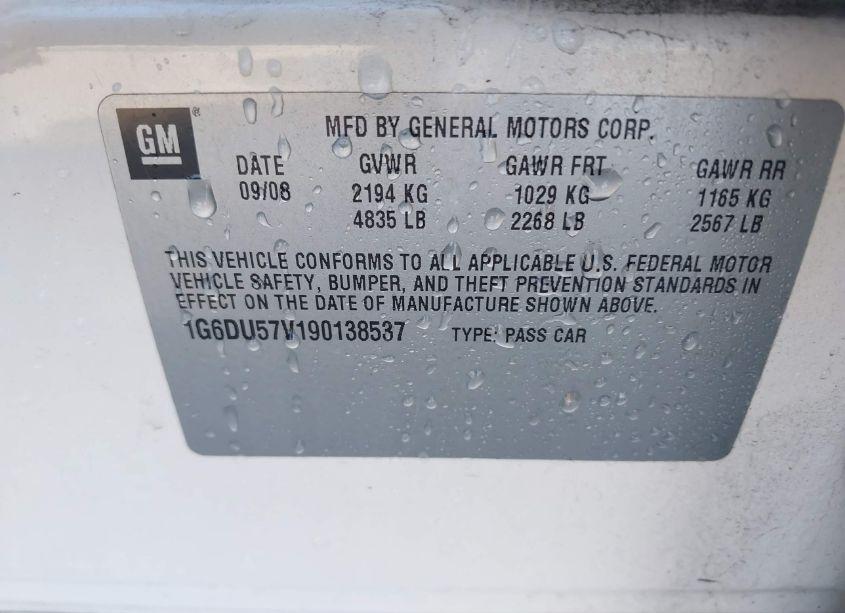 GM ®
MFD BY GENERAL MOTORS CORP.
DATE GVWR GAWR FRT GAWR RR
09/08 2194 KG 1029 KG 1165 KG
4835 LB 2268 LB 2567 LB
THIS VEHICLE CONFORMS TO ALL APPLICABLE U.S. FEDERAL MOTOR
VEHICLE SAFETY, BUMPER, AND THEFT PREVENTION STANDARDS IN
EFFECT ON THE DATE OF MANUFACTURE SHOWN ABOVE.
1G6DU57V190138537 TYPE: PASS CAR